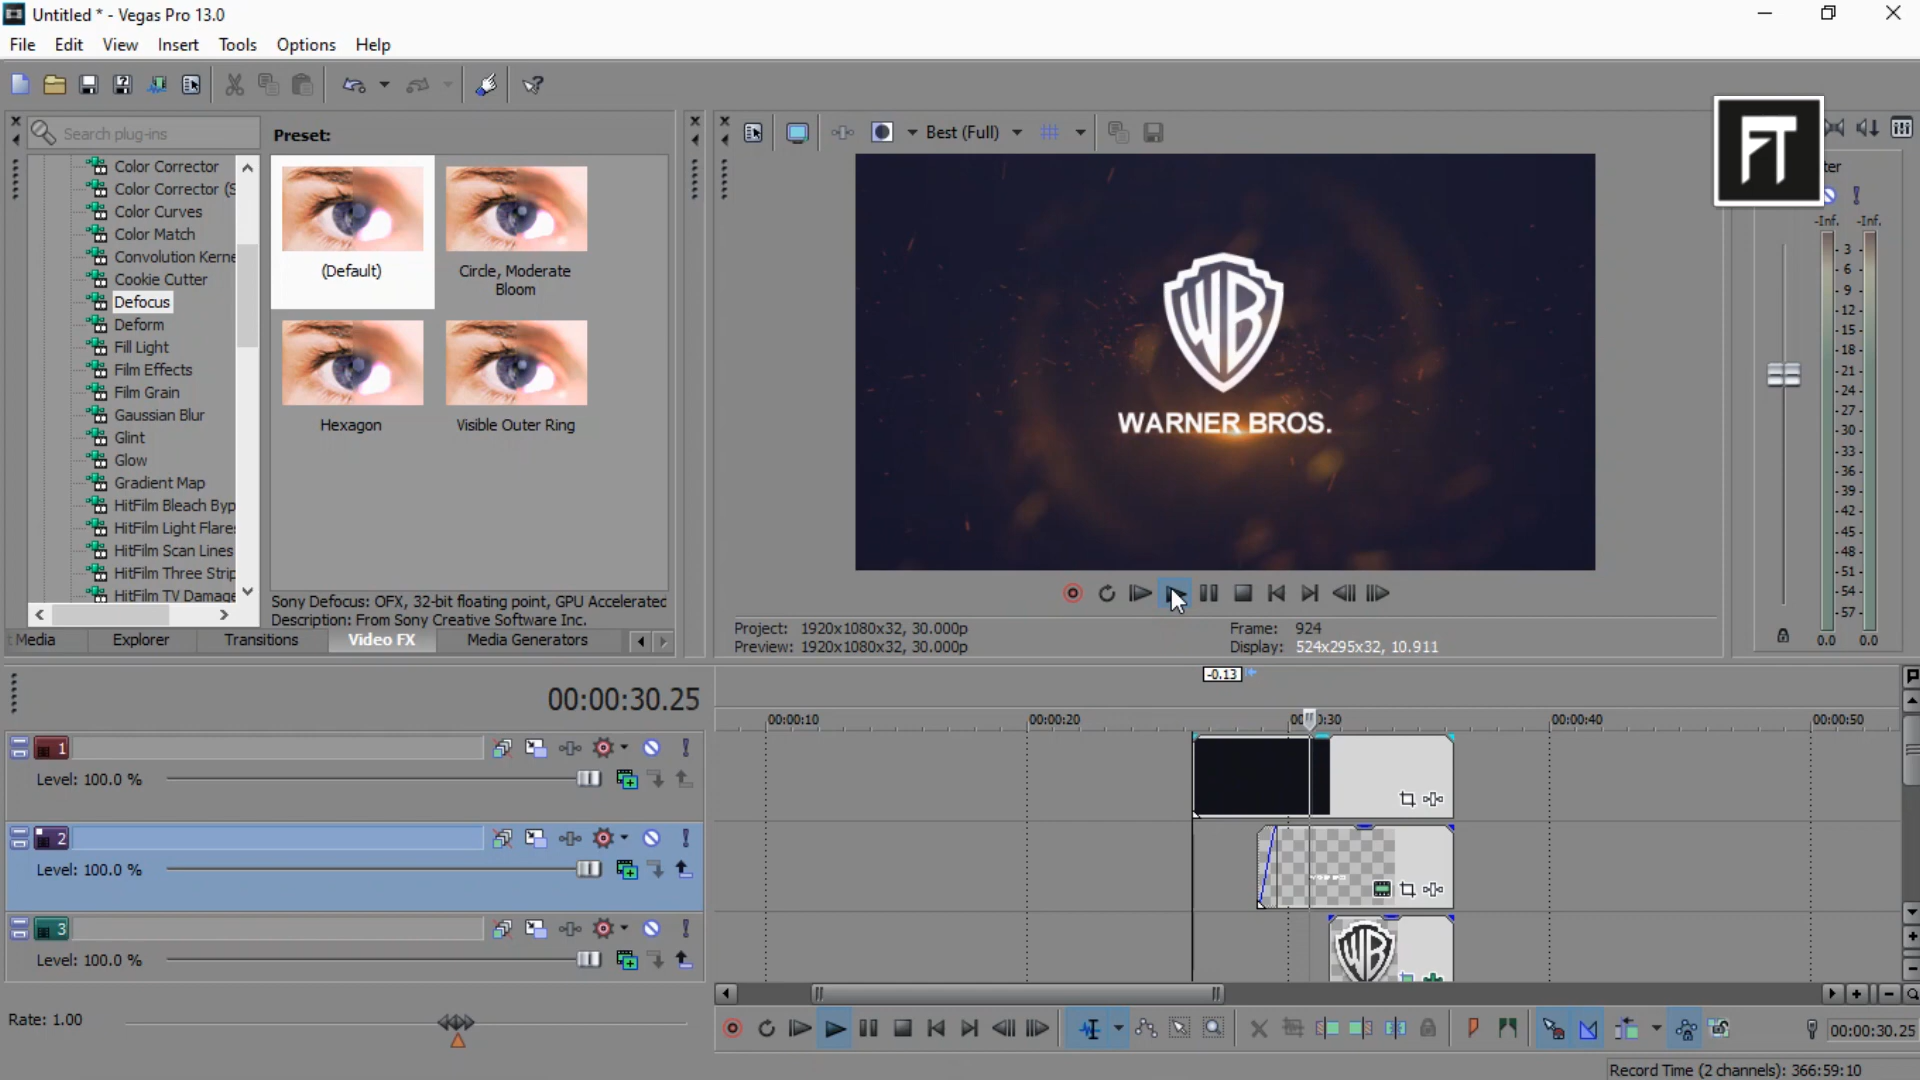 Untitled * - Vegas Pro 13.0
File Edit View Insert Tools Options Help
Search plug-ins
Preset:
Best (Full)
FT
Color Corrector
Color Corrector (S
Color Curves
Color Match
Convolution Kerne
Cookie Cutter
Defocus
Deform
Fill Light
Film Effects
Film Grain
Gaussian Blur
Glint
Glow
Gradient Map
HitFilm Bleach Byp
HitFilm Light Flare
HitFilm Scan Lines
HitFilm Three Strip
HitFilm TV Damage
(Default)
Circle, Moderate
Bloom
Hexagon
Visible Outer Ring
Sony Defocus: OFX, 32-bit floating point, GPU Accelerated
Description: From Sony Creative Software Inc.
t Media Explorer Transitions Video FX Media Generators
WB
WARNER BROS.
Project: 1920x1080x32, 30.000p
Preview: 1920x1080x32, 30.000p
Frame: 924
Display: 524x295x32, 10.911
ter
-Inf. -Inf.
- 3 -
- 6 -
- 9 -
-12-
-15-
-18-
-21-
-24-
-27-
-30-
-33-
-36-
-39-
-42-
-45-
-48-
-51-
-54-
-57-
0.0 0.0
-0.13
00:00:30.25
00:00:10 00:00:20 00:00:30 00:00:40 00:00:50
1
Level: 100.0 %
2
Level: 100.0 %
3
Level: 100.0 %
WB
Rate: 1.00
00:00:30.25
Record Time (2 channels): 366:59:10